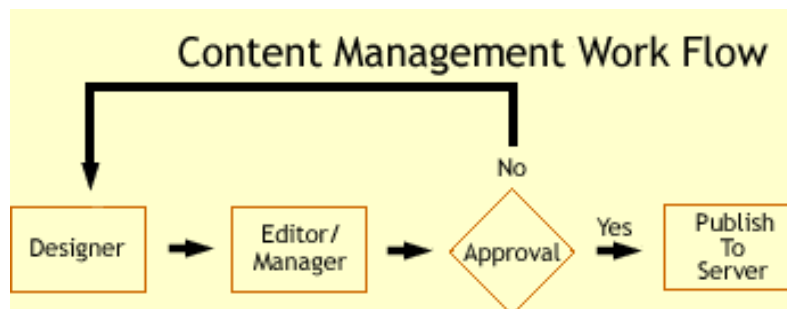 Content Management Work Flow
No
Designer
Editor/
Manager
Approval
Yes
Publish
To
Server